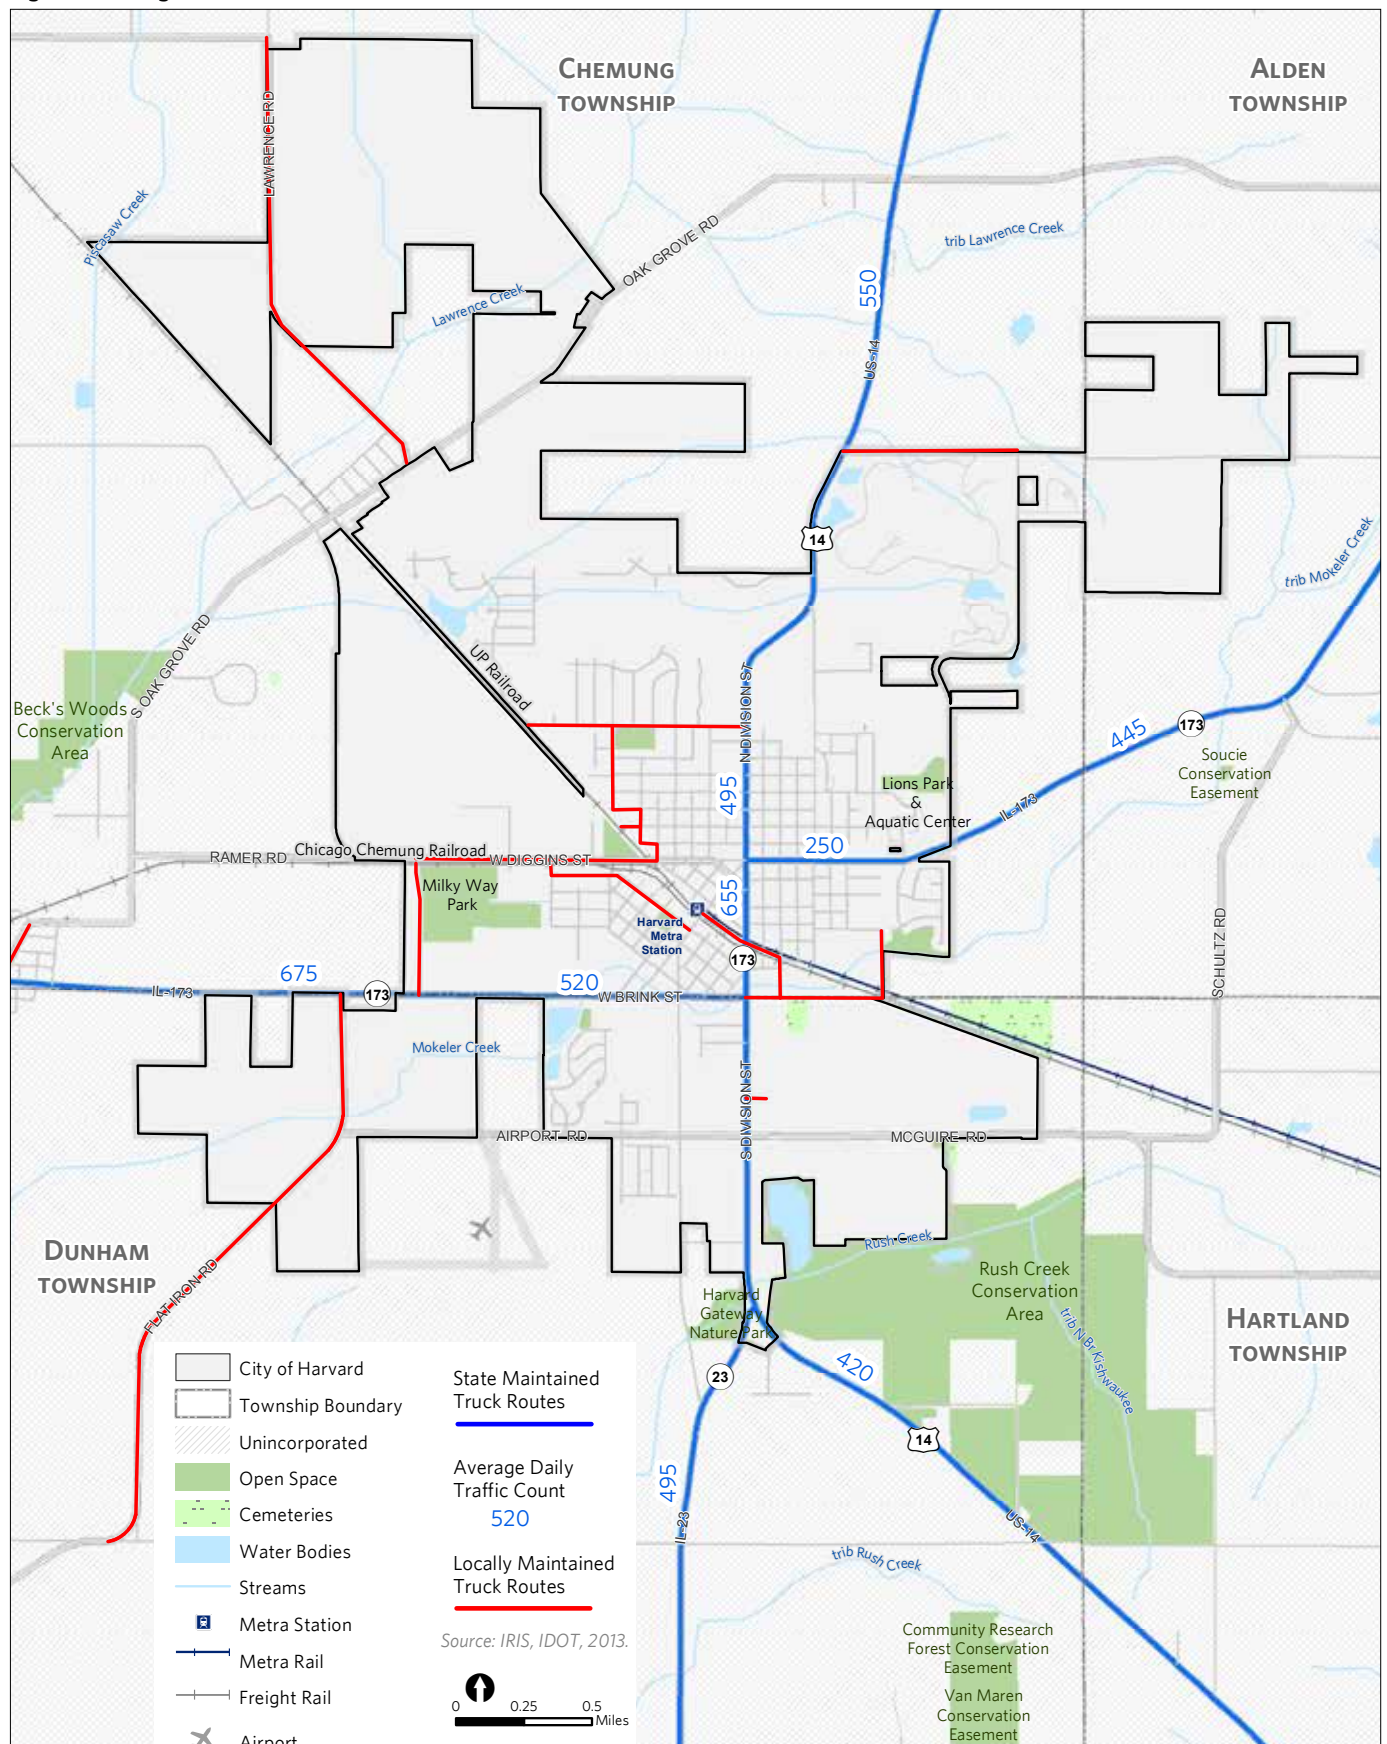 CHEMUNG
TOWNSHIP
ALDEN
TOWNSHIP
LAWRENCE RD
Piscasaw Creek
OAK GROVE RD
trib Lawrence Creek
Lawrence Creek
550
US-14
14
trib Mokeler Creek
S OAK GROVE RD
UP Railroad
Beck's Woods
Conservation
Area
N DIVISION ST
445
173
Soucie
Conservation
Easement
495
Lions Park
&
Aquatic Center
IL-173
250
RAMER RD
Chicago Chemung Railroad
W DIGGINS ST
Milky Way
Park
655
Harvard
Metra
Station
173
SCHULTZ RD
675
IL-173
173
520
W BRINK ST
Mokeler Creek
S DIVISION ST
AIRPORT RD
MCGUIRE RD
DUNHAM
TOWNSHIP
FLAT IRON RD
Rush Creek
Rush Creek
Conservation
Area
Harvard
Gateway
Nature Park
trib N Br Kishwaukee
HARTLAND
TOWNSHIP
23
420
14
495
IL-23
US-14
trib Rush Creek
Community Research
Forest Conservation
Easement
Van Maren
Conservation
Easement
City of Harvard
Township Boundary
Unincorporated
Open Space
Cemeteries
Water Bodies
Streams
Metra Station
Metra Rail
Freight Rail
Airport
State Maintained
Truck Routes
Average Daily
Traffic Count
520
Locally Maintained
Truck Routes
Source: IRIS, IDOT, 2013.
0 0.25 0.5
Miles